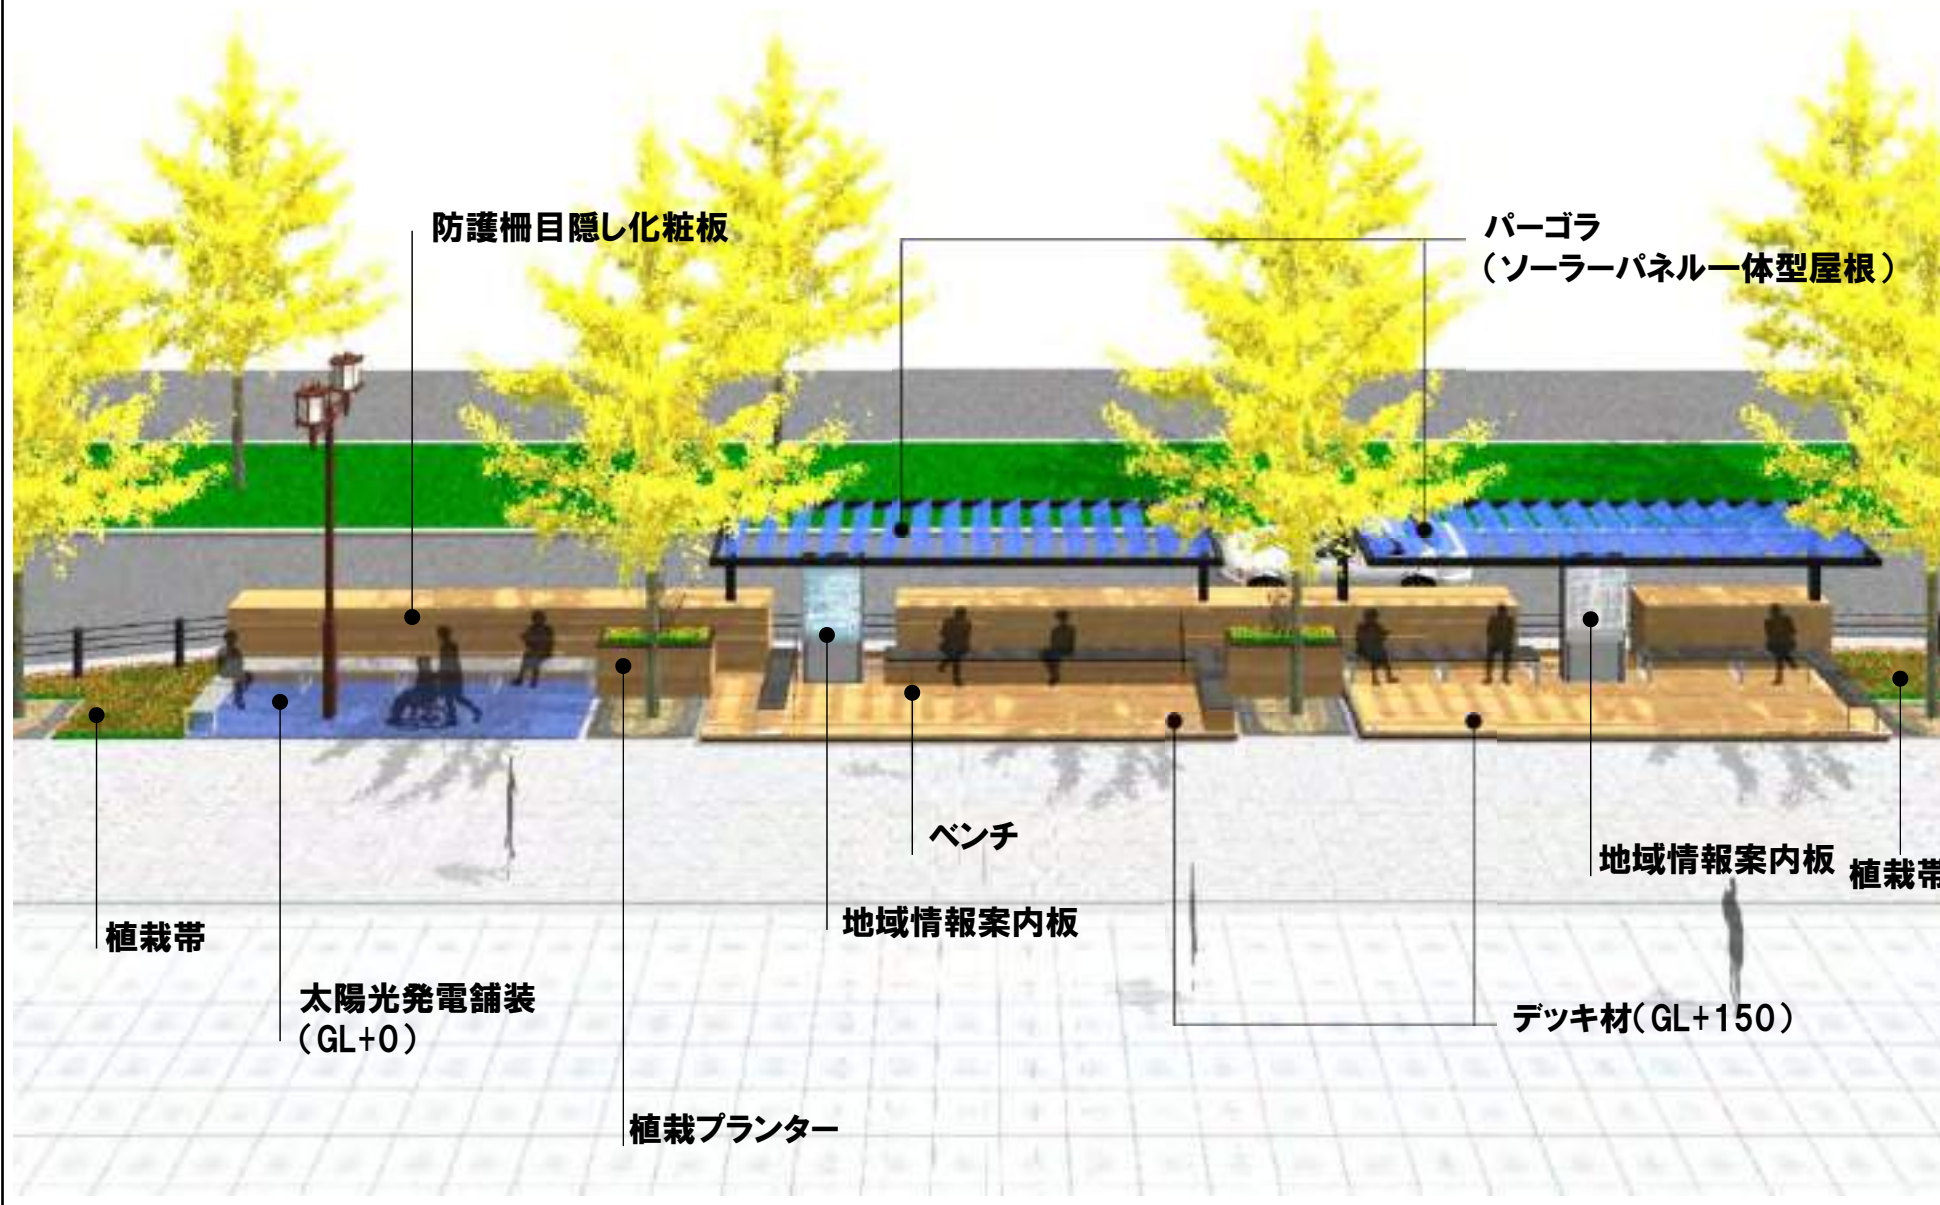 防護柵目隠し化粧板
パーゴラ
（ソーラーパネル一体型屋根）
ベンチ
地域情報案内板
植栽帯
地域情報案内板
植栽帯
太陽光発電舗装
（GL+0）
デッキ材（GL+150）
植栽プランター